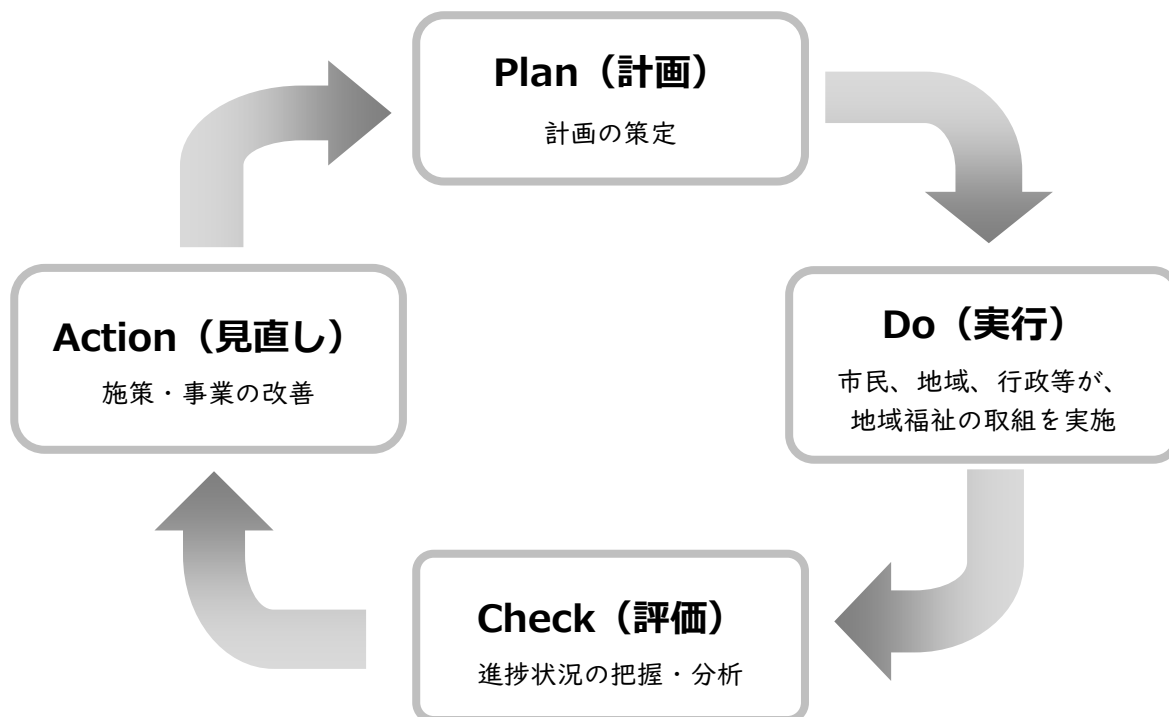 Plan（計画）
計画の策定
Do（実行）
市民、地域、行政等が、
地域福祉の取組を実施
Check（評価）
進捗状況の把握・分析
Action（見直し）
施策・事業の改善